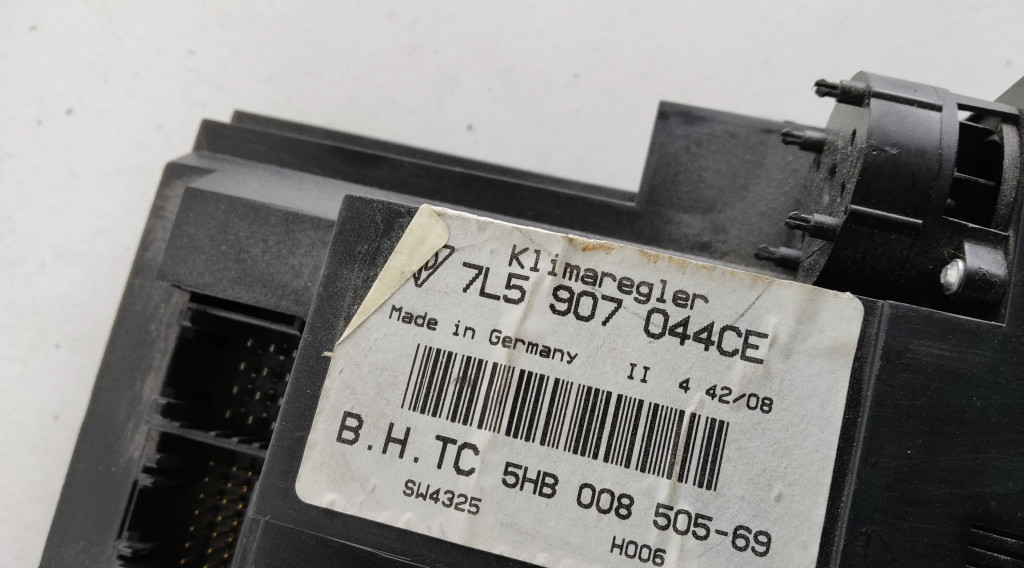 Klimaregler
7L5 907 044CE
Made in Germany II 4 42/08
B.H.TC 5HB 008 505-69
SW4325 H006